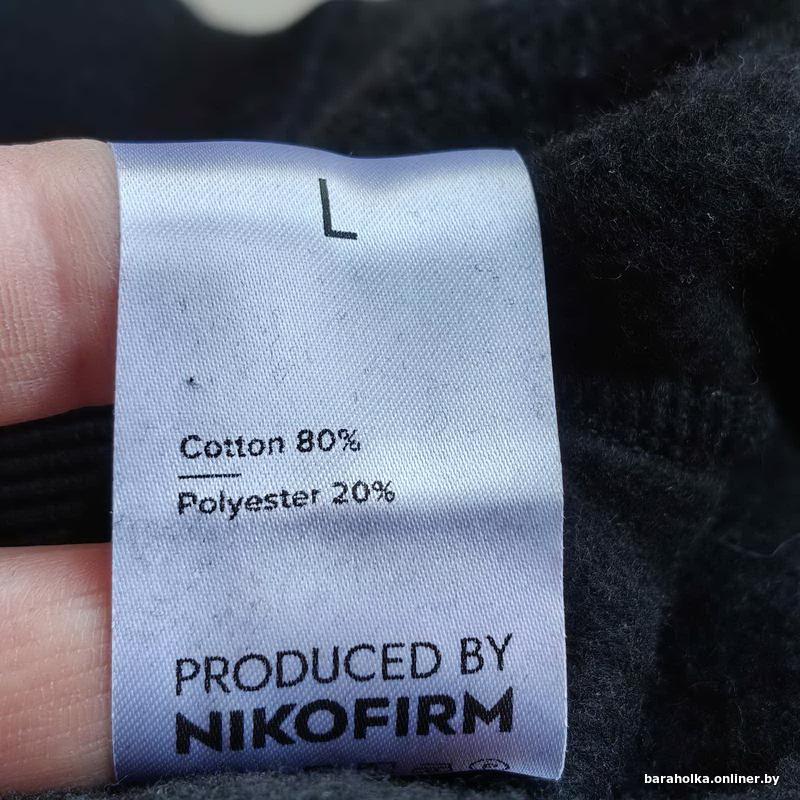 L
Cotton 80%
Polyester 20%
PRODUCED BY
NIKOFIRM
baraholka.onliner.by